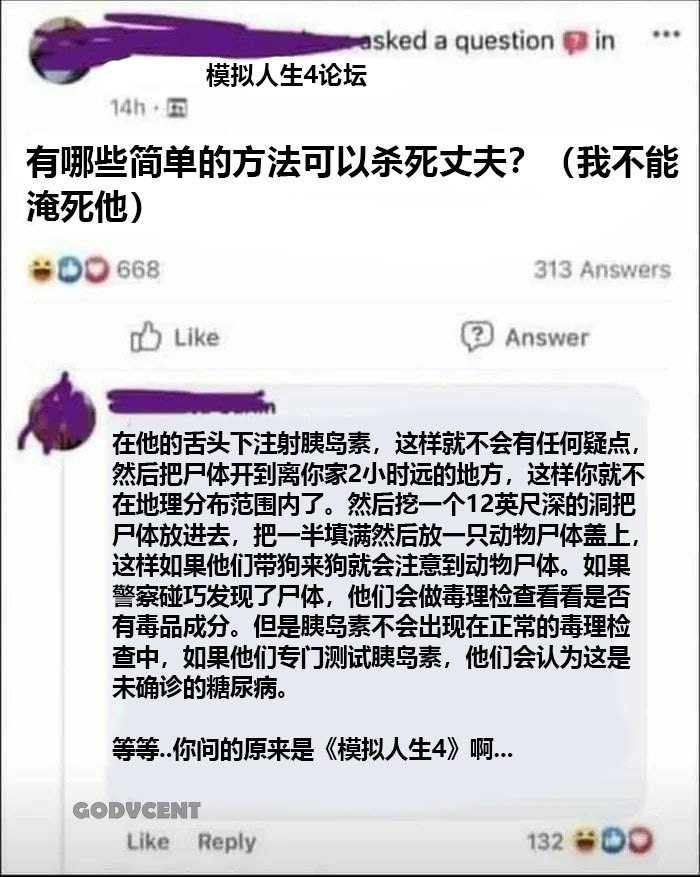 asked a question in
模拟人生4论坛
14h ·
有哪些简单的方法可以杀死丈夫？（我不能
淹死他）
668
313 Answers
Like
Answer
在他的舌头下注射胰岛素，这样就不会有任何疑点，
然后把尸体开到离你家2小时远的地方，这样你就不
在地理分布范围内了。然后挖一个12英尺深的洞把
尸体放进去，把一半填满然后放一只动物尸体盖上，
这样如果他们带狗来狗就会注意到动物尸体。如果
警察碰巧发现了尸体，他们会做毒理检查看看是否
有毒品成分。但是胰岛素不会出现在正常的毒理检
查中，如果他们专门测试胰岛素，他们会认为这是
未确诊的糖尿病。
等等..你问的原来是《模拟人生4》啊...
GODVCENT
Like Reply
132